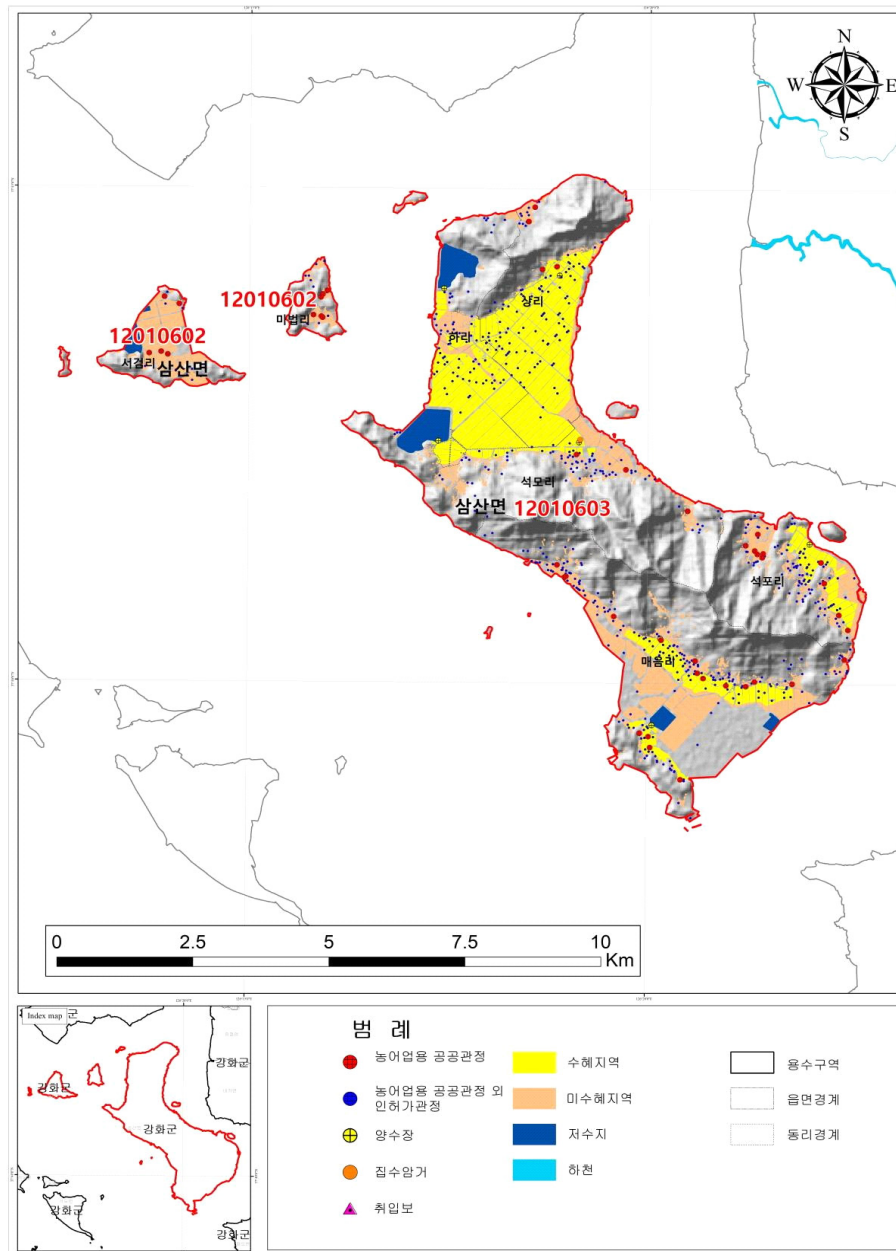 N
W
E
S
12010602
마법리
12010602
서검리
삼산면
상리
하리
석모리
삼산면
12010603
석포리
매음리
0
2.5
5
7.5
10
Km
Index map
강화군
강화군
강화군
강화군
강화군
강화군
범 례
농어업용 공공관정
농어업용 공공관정 외
인허가관정
양수장
집수암거
취입보
수혜지역
미수혜지역
저수지
하천
용수구역
읍면경계
동리경계